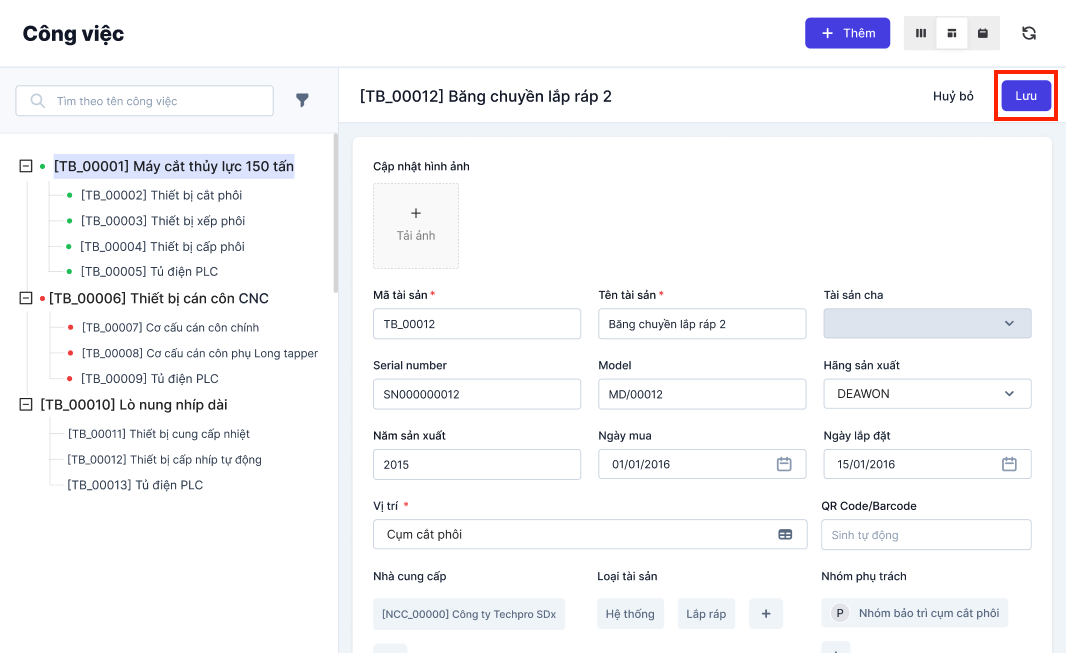 Công việc
Thêm
Tìm theo tên công việc
[TB_00012] Băng chuyền lắp ráp 2
Huỷ bỏ
Lưu
[TB_00001] Máy cắt thủy lực 150 tấn
[TB_00002] Thiết bị cắt phôi
[TB_00003] Thiết bị xếp phôi
[TB_00004] Thiết bị cấp phôi
[TB_00005] Tủ điện PLC
[TB_00006] Thiết bị cán côn CNC
[TB_00007] Cơ cấu cán côn chính
[TB_00008] Cơ cấu cán côn phụ Long tapper
[TB_00009] Tủ điện PLC
[TB_00010] Lò nung nhíp dài
[TB_00011] Thiết bị cung cấp nhiệt
[TB_00012] Thiết bị cấp nhíp tự động
[TB_00013] Tủ điện PLC
Cập nhật hình ảnh
+
Tải ảnh
Mã tài sản *
Tên tài sản *
Tài sản cha
TB_00012
Băng chuyền lắp ráp 2
Serial number
Model
Hãng sản xuất
SN000000012
MD/00012
DEAWON
Năm sản xuất
Ngày mua
Ngày lắp đặt
2015
01/01/2016
15/01/2016
Vị trí *
QR Code/Barcode
Cụm cắt phôi
Sinh tự động
Nhà cung cấp
Loại tài sản
Nhóm phụ trách
[NCC_00000] Công ty Techpro SDx
Hệ thống
Lắp ráp
+
P Nhóm bảo trì cụm cắt phôi